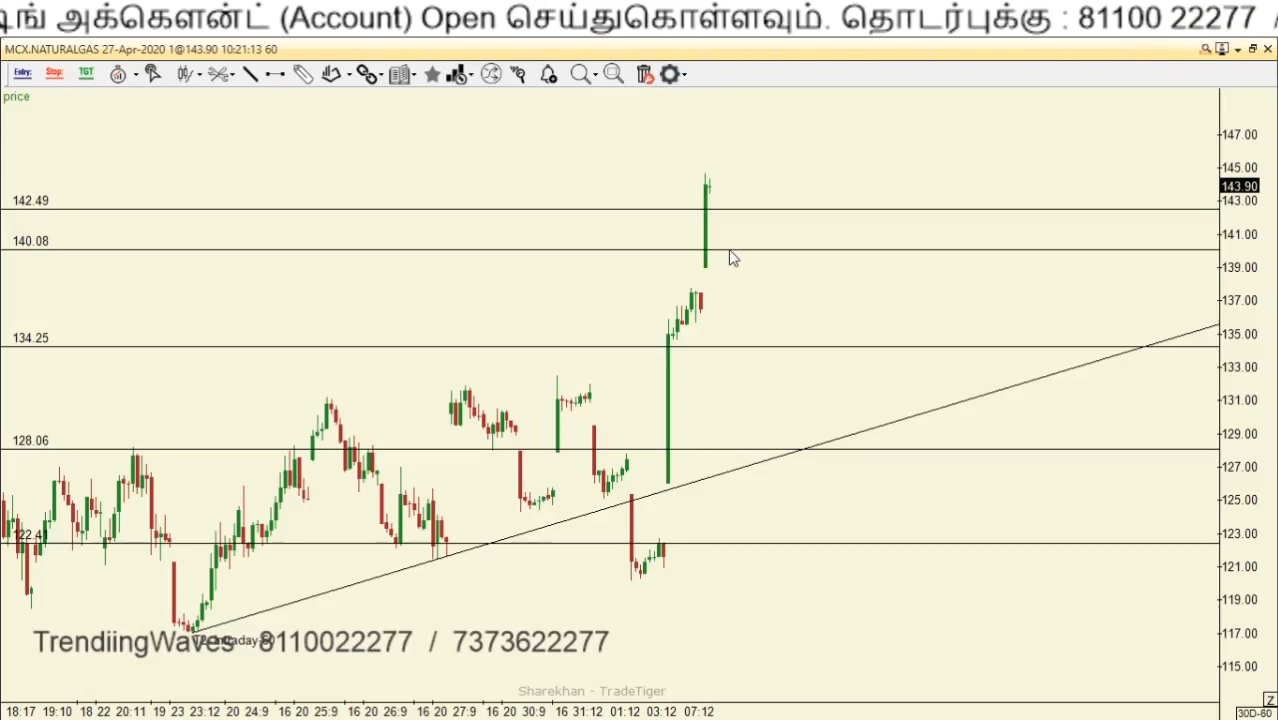 டிங் அக்கௌன்ட் (Account) Open செய்துகொள்ளவும். தொடர்புக்கு : 81100 22277
MCX.NATURALGAS 27-Apr-2020 1@143.90 10:21:13 60
Entry: Stop: TGT
price
147.00
145.00
143.90
142.49
143.00
140.08
141.00
139.00
137.00
134.25
135.00
133.00
131.00
128.06
129.00
127.00
125.00
122.41
123.00
121.00
119.00
117.00
TrendiingWaves 8110022277 / 7373622277
115.00
Sharekhan - TradeTiger
Z
18:17 19:10 18 22 20:11 19 23 23:12 20 24:9 16 20 25:9 16 20 26:9 16 20 27:9 16 20 30:9 16 31:12 01:12 03:12 07:12 30D-60